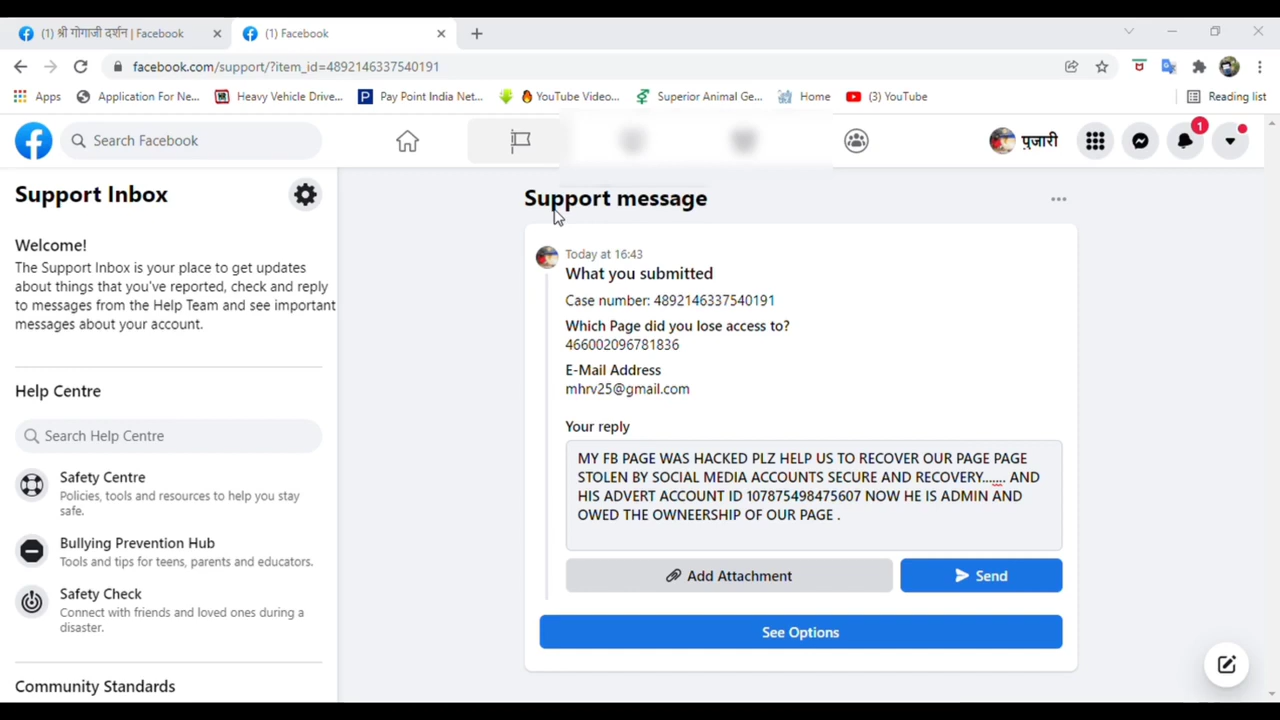 (1) श्री गोगाजी दर्शन | Facebook
(1) Facebook
facebook.com/support/?item_id=4892146337540191
Apps
Application For Ne...
Heavy Vehicle Drive...
Pay Point India Net...
YouTube Video...
Superior Animal Ge...
Home
(3) YouTube
Reading list
Search Facebook
पुजारी
1
Support Inbox
Welcome!
The Support Inbox is your place to get updates
about things that you've reported, check and reply
to messages from the Help Team and see important
messages about your account.
Help Centre
Search Help Centre
Safety Centre
Policies, tools and resources to help you stay
safe.
Bullying Prevention Hub
Tools and tips for teens, parents and educators.
Safety Check
Connect with friends and loved ones during a
disaster.
Community Standards
Support message
Today at 16:43
What you submitted
Case number: 4892146337540191
Which Page did you lose access to?
466002096781836
E-Mail Address
mhrv25@gmail.com
Your reply
MY FB PAGE WAS HACKED PLZ HELP US TO RECOVER OUR PAGE PAGE
STOLEN BY SOCIAL MEDIA ACCOUNTS SECURE AND RECOVERY....... AND
HIS ADVERT ACCOUNT ID 107875498475607 NOW HE IS ADMIN AND
OWED THE OWNEERSHIP OF OUR PAGE .
Add Attachment
Send
See Options